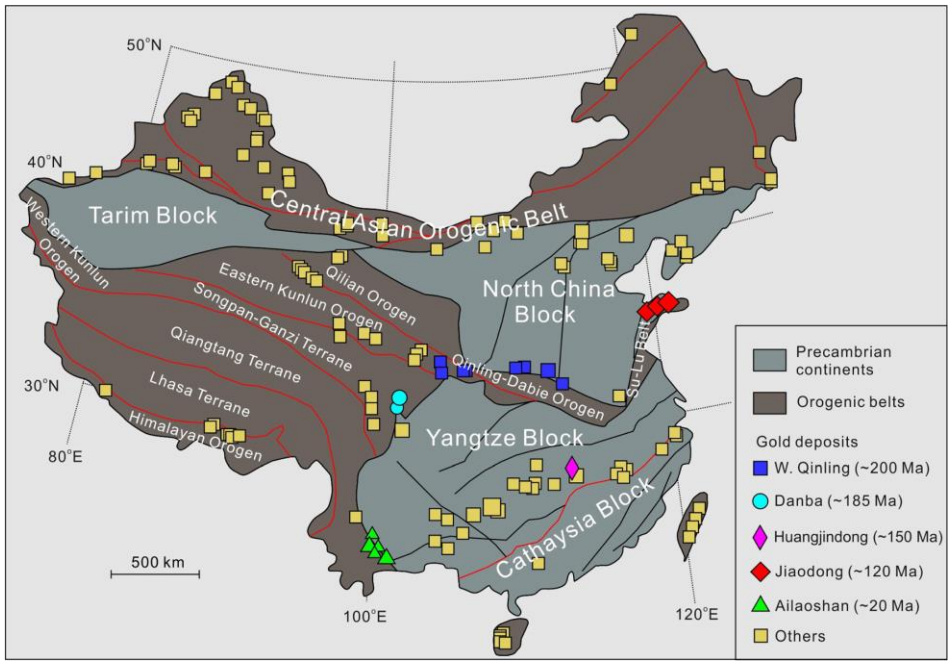 50°N
40°N
Tarim Block
Central Asian Orogenic Belt
Western Kunlun
Orogen
Qilian Orogen
Eastern Kunlun Orogen
Songpan-Ganzi Terrane
Qiangtang Terrane
Lhasa Terrane
Himalayan Orogen
North China
Block
Su-Lu Belt
Qinling-Dabie Orogen
30°N
80°E
Yangtze Block
Cathaysia Block
500 km
100°E
120°E
Precambrian
continents
Orogenic belts
Gold deposits
W. Qinling (~200 Ma)
Danba (~185 Ma)
Huangjindong (~150 Ma)
Jiaodong (~120 Ma)
Ailaoshan (~20 Ma)
Others